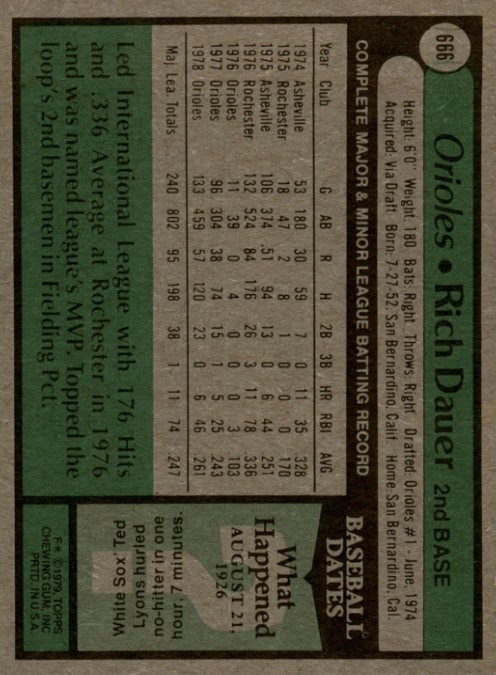 666
Orioles • Rich Dauer 2nd BASE
Height: 6'0" Weight: 180 Bats: Right Throws: Right Drafted: Orioles #1 - June, 1974
Acquired: Via Draft Born: 7-27-52, San Bernardino, Calif Home San Bernardino, Cal.
COMPLETE MAJOR & MINOR LEAGUE BATTING RECORD
Year Club G AB R H 2B 3B HR RBI AVG
1974 Asheville 53 180 30 59 7 0 11 35 .328
1975 Rochester 18 47 2 8 1 0 0 0 .170
1975 Asheville 106 374 51 94 13 0 6 44 .251
1976 Rochester 132 524 84 176 26 3 11 78 .336
1976 Orioles 11 39 0 4 0 0 0 3 .103
1977 Orioles 96 304 38 74 15 1 5 25 .243
1978 Orioles 133 459 57 120 23 0 6 46 .261
Maj. Lea. Totals 240 802 95 198 38 1 11 74 .247
Led International League with 176 Hits
and .336 Average at Rochester in 1976
and was named league's MVP. Topped the
loop's 2nd basemen in Fielding Pct.
BASEBALL
DATES
What
Happened
AUGUST 21,
1926
White Sox' Ted
Lyons hurled
no-hitter in one
hour, 7 minutes.
F* ©1979, TOPPS
CHEWING GUM, INC
PRTD. IN U.S.A.